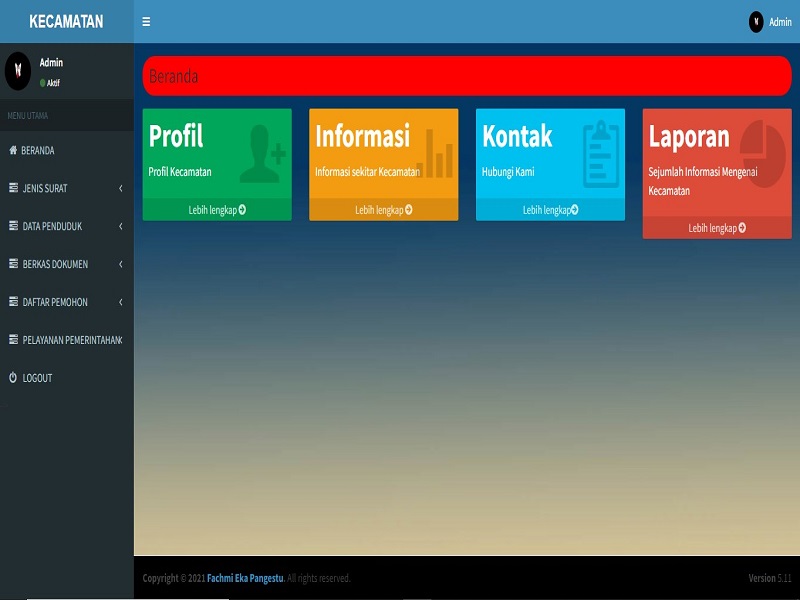 KECAMATAN
Admin
Admin
Aktif
MENU UTAMA
BERANDA
JENIS SURAT
DATA PENDUDUK
BERKAS DOKUMEN
DAFTAR PEMOHON
PELAYANAN PEMERINTAHAN
LOGOUT
Beranda
Profil
Profil Kecamatan
Lebih lengkap
Informasi
Informasi sekitar Kecamatan
Lebih lengkap
Kontak
Hubungi Kami
Lebih lengkap
Laporan
Sejumlah Informasi Mengenai
Kecamatan
Lebih lengkap
Copyright © 2021 Fachmi Eka Pangestu. All rights reserved.
Version 5.11